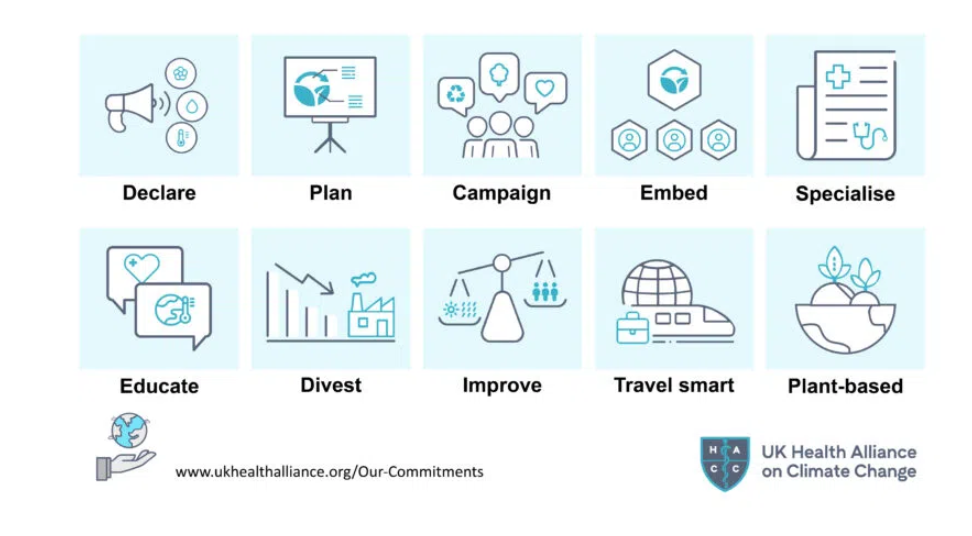 Declare
Plan
Campaign
Embed
Specialise
Educate
Divest
Improve
Travel smart
Plant-based
www.ukhealthalliance.org/Our-Commitments
H A
C C
UK Health Alliance
on Climate Change